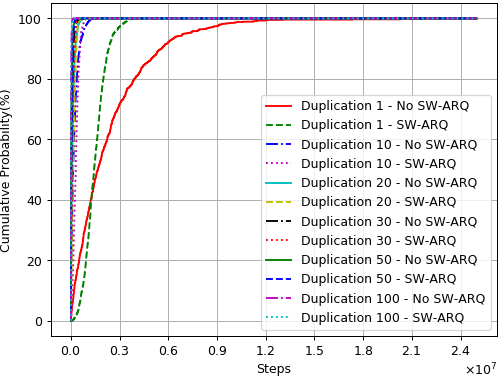 100
80
60
40
20
0
Cumulative Probability(%)
Duplication 1 - No SW-ARQ
Duplication 1 - SW-ARQ
Duplication 10 - No SW-ARQ
Duplication 10 - SW-ARQ
Duplication 20 - No SW-ARQ
Duplication 20 - SW-ARQ
Duplication 30 - No SW-ARQ
Duplication 30 - SW-ARQ
Duplication 50 - No SW-ARQ
Duplication 50 - SW-ARQ
Duplication 100 - No SW-ARQ
Duplication 100 - SW-ARQ
0.0 0.3 0.6 0.9 1.2 1.5 1.8 2.1 2.4
Steps
×10⁷